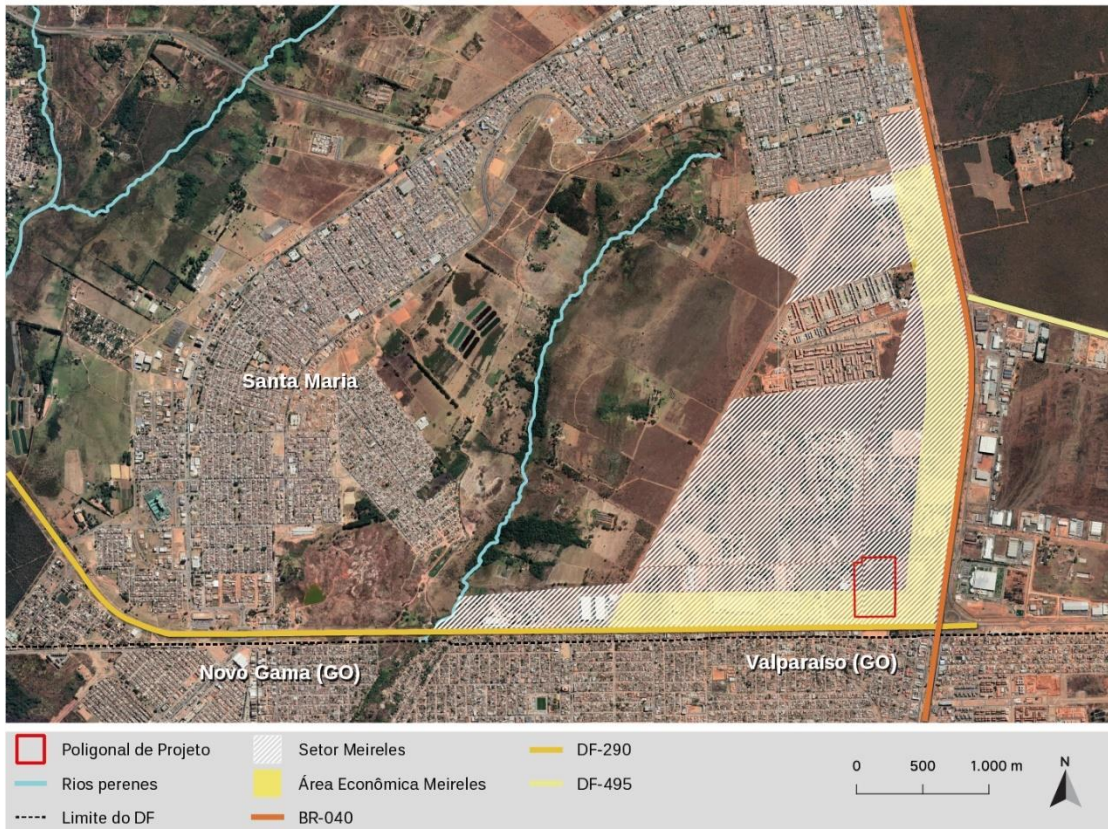 Santa Maria
Novo Gama (GO)
Valparaíso (GO)
Poligonal de Projeto
Setor Meireles
DF-290
Rios perenes
Área Econômica Meireles
DF-495
Limite do DF
BR-040
0 500 1.000 m
N